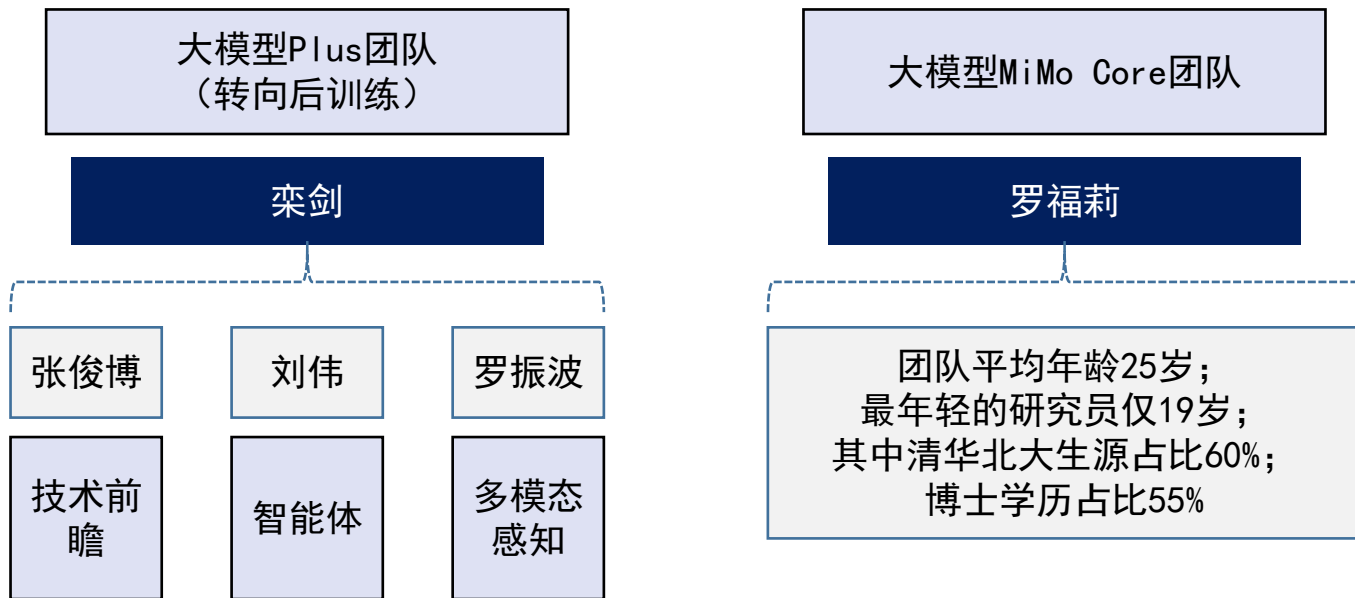 大模型Plus团队
（转向后训练）
栾剑
张俊博
刘伟
罗振波
技术前
瞻
智能体
多模态
感知
大模型MiMo Core团队
罗福莉
团队平均年龄25岁；
最年轻的研究员仅19岁；
其中清华北大生源占比60%；
博士学历占比55%